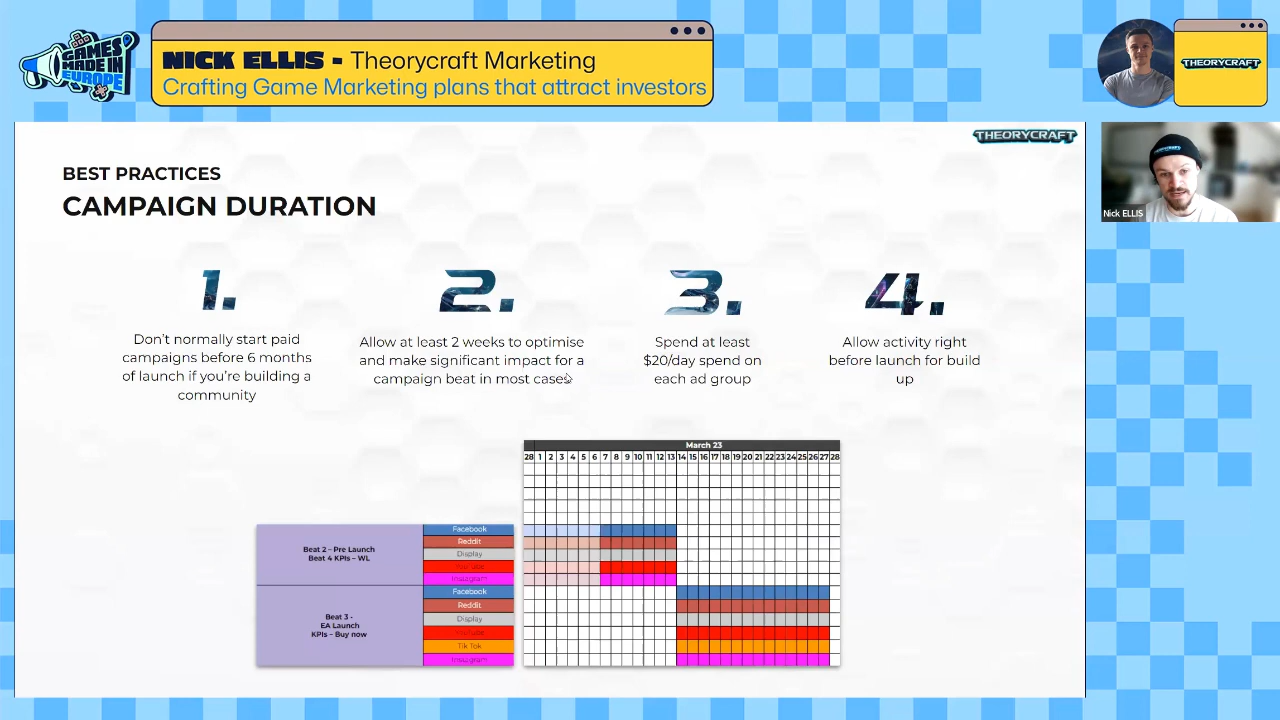 GAMES
MADE IN
EUROPE
NICK ELLIS - Theorycraft Marketing
Crafting Game Marketing plans that attract investors
THEORYCRAFT
THEORYCRAFT
Nick ELLIS
BEST PRACTICES
CAMPAIGN DURATION
1.
Don't normally start paid
campaigns before 6 months
of launch if you're building a
community
2.
Allow at least 2 weeks to optimise
and make significant impact for a
campaign beat in most cases
3.
Spend at least
$20/day spend on
each ad group
4.
Allow activity right
before launch for build
up
March 23
28 1 2 3 4 5 6 7 8 9 10 11 12 13 14 15 16 17 18 19 20 21 22 23 24 25 26 27 28
Beat 2 – Pre Launch
Beat 4 KPIs – WL
Facebook
Reddit
Display
YouTube
Instagram
Beat 3 -
EA Launch
KPIs – Buy now
Facebook
Reddit
Display
YouTube
Tik Tok
Instagram